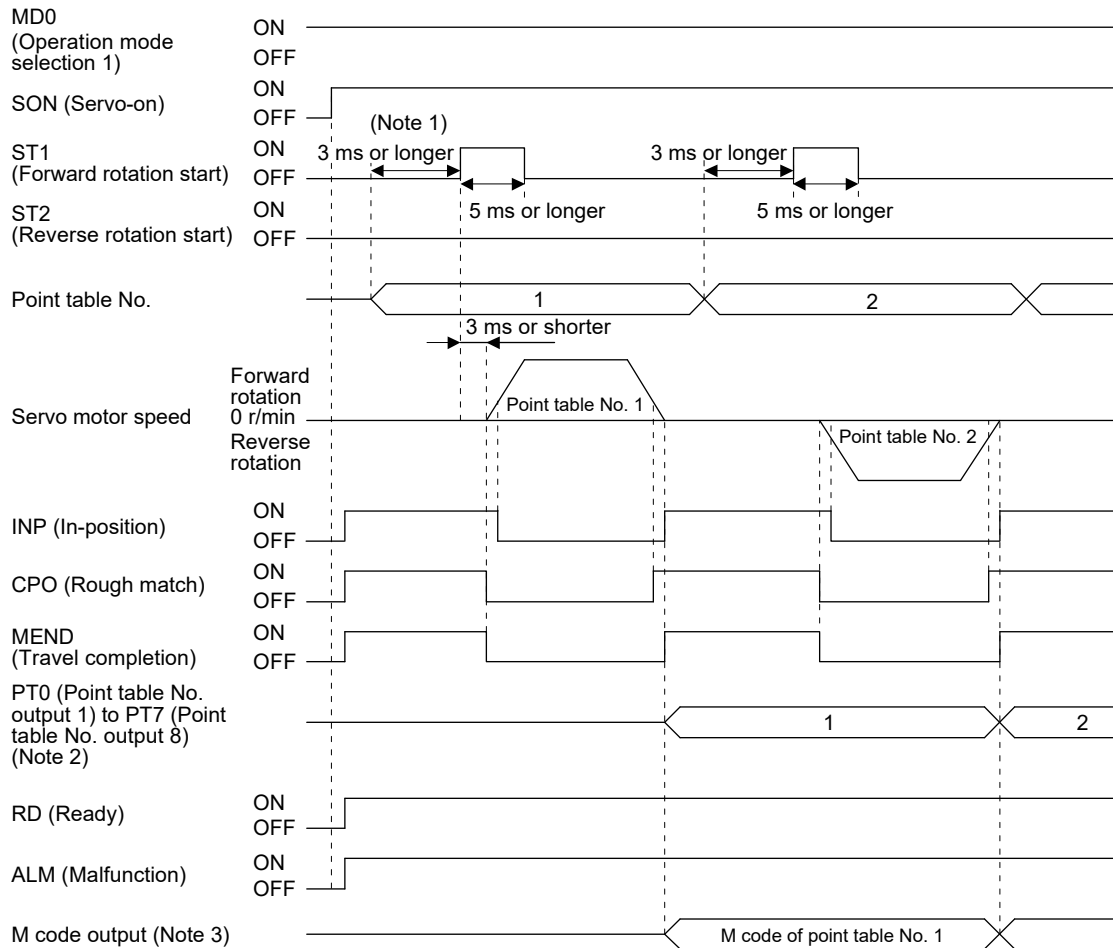 MD0
(Operation mode
selection 1)
ON
OFF
SON (Servo-on)
ON
OFF
(Note 1)
ST1
(Forward rotation start)
ON
OFF
3 ms or longer
3 ms or longer
5 ms or longer
5 ms or longer
ST2
(Reverse rotation start)
ON
OFF
Point table No.
1
2
3 ms or shorter
Servo motor speed
Forward
rotation
0 r/min
Reverse
rotation
Point table No. 1
Point table No. 2
INP (In-position)
ON
OFF
CPO (Rough match)
ON
OFF
MEND
(Travel completion)
ON
OFF
PT0 (Point table No.
output 1) to PT7 (Point
table No. output 8)
(Note 2)
1
2
RD (Ready)
ON
OFF
ALM (Malfunction)
ON
OFF
M code output (Note 3)
M code of point table No. 1